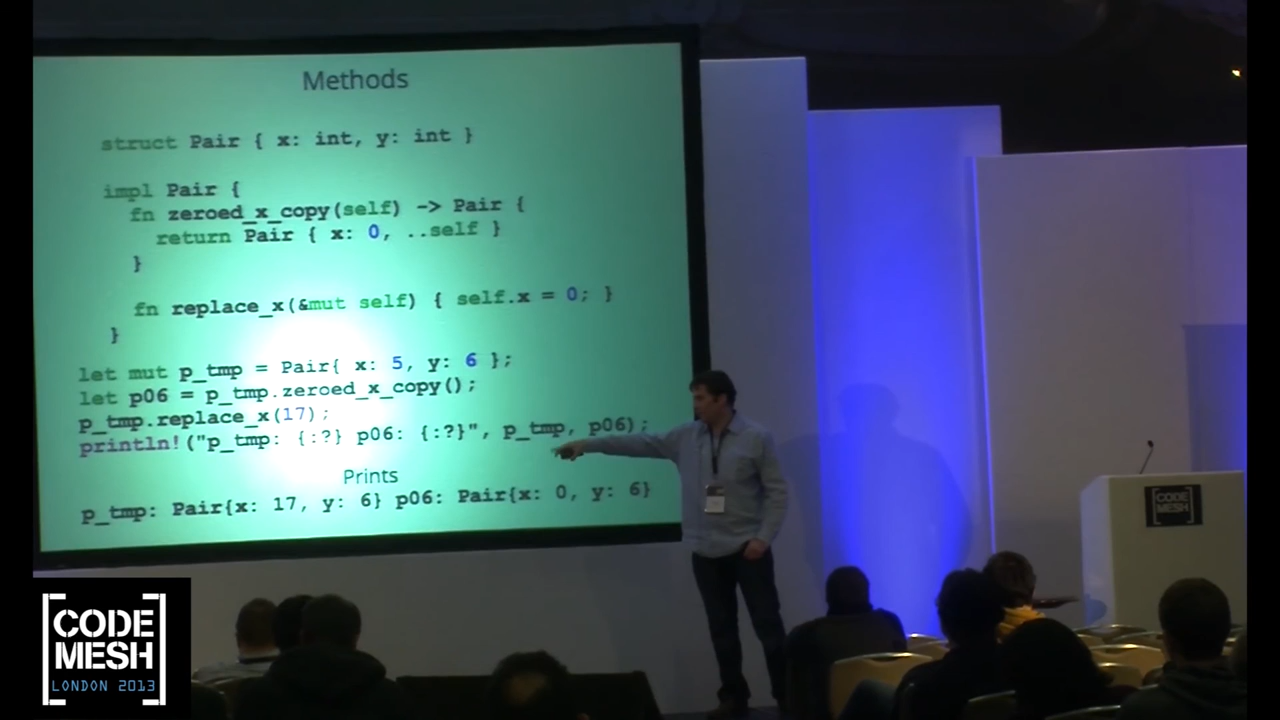 Methods
struct Pair { x: int, y: int }
impl Pair {
fn zeroed_x_copy(self) -> Pair {
return Pair { x: 0, ..self }
}
fn replace_x(&mut self) { self.x = 0; }
}
let mut p_tmp = Pair{ x: 5, y: 6 };
let p06 = p_tmp.zeroed_x_copy();
p_tmp.replace_x(17);
println!("p_tmp: {:?} p06: {:?}", p_tmp, p06);
Prints
p_tmp: Pair{x: 17, y: 6} p06: Pair{x: 0, y: 6}
CODE
MESH
CODE
MESH
LONDON 2013